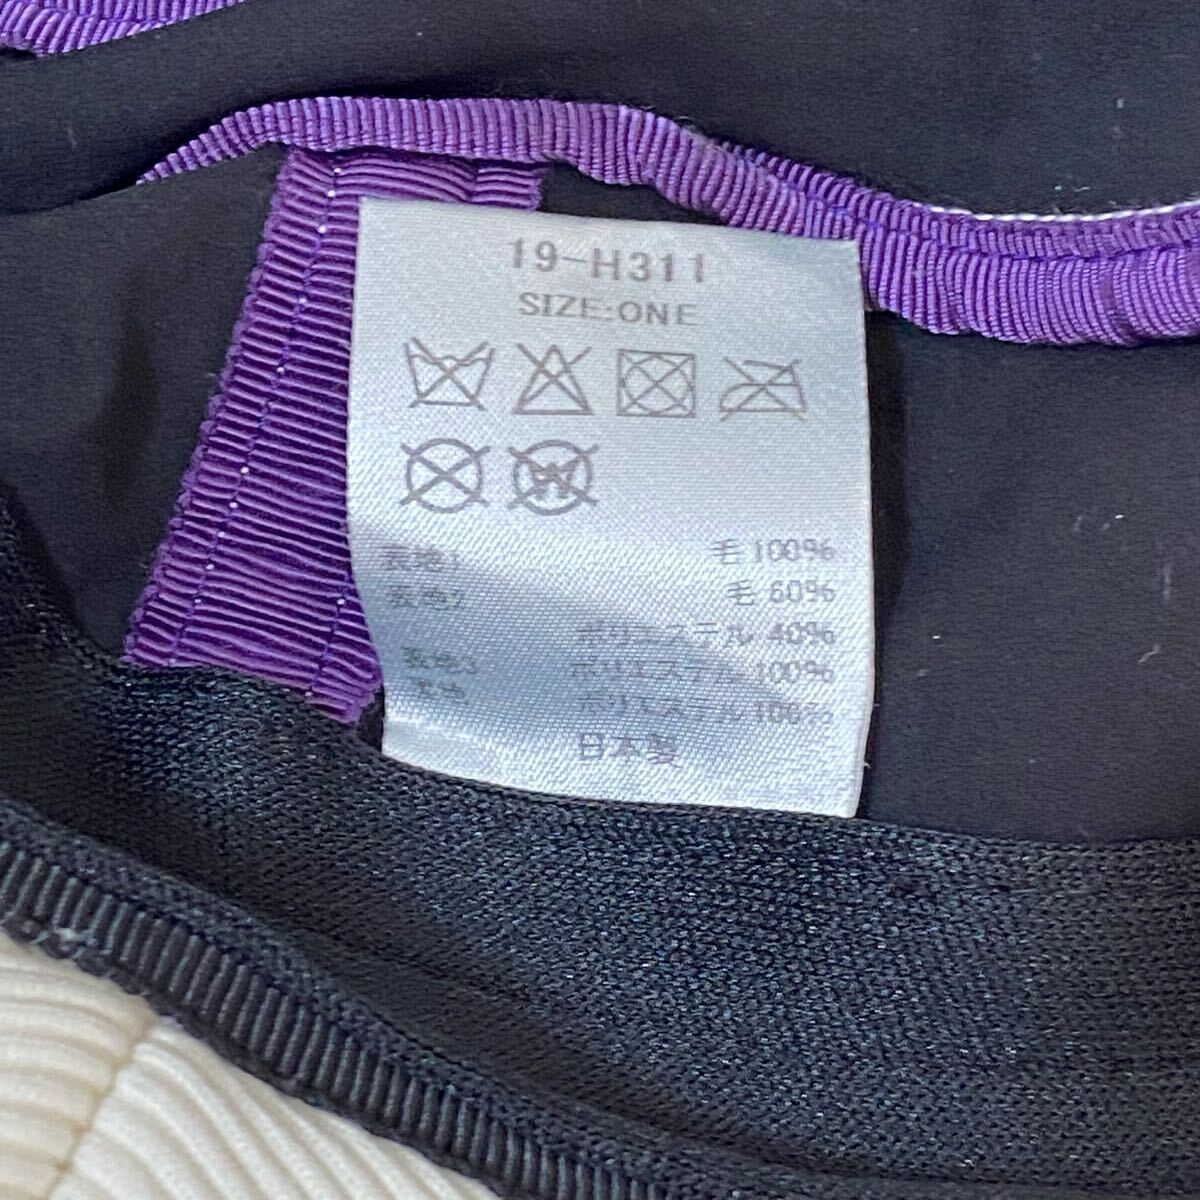 19-H311
SIZE:ONE
W
表地1 毛 100%
表地2 毛 60%
ポリエステル 40%
表地3 ポリエステル 100%
ポリエステル 100%
日本製